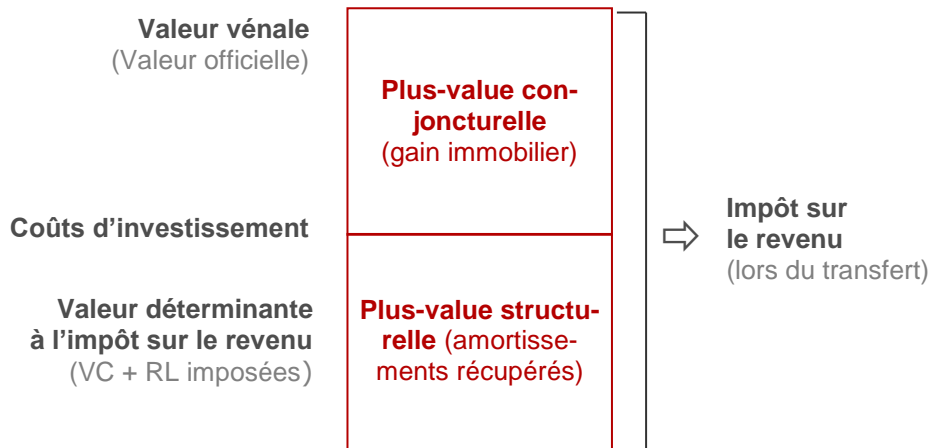 Valeur vénale
(Valeur officielle)
Plus-value con-
joncturelle
(gain immobilier)
Coûts d’investissement
Impôt sur
le revenu
(lors du transfert)
Valeur déterminante
à l’impôt sur le revenu
(VC + RL imposées)
Plus-value structu-
relle (amortisse-
ments récupérés)